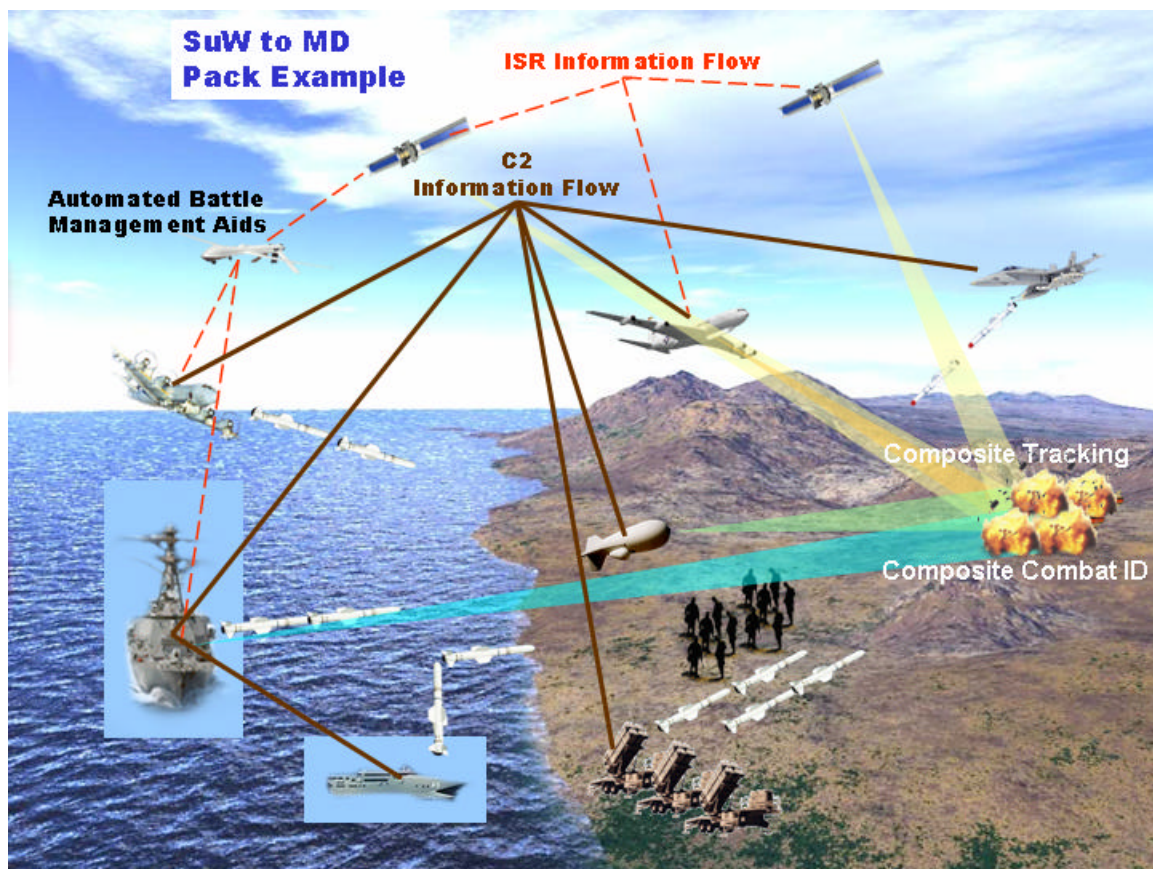 SuW to MD
Pack Example
ISR Information Flow
C2
Information Flow
Automated Battle
Management Aids
Composite Tracking
Composite Combat ID